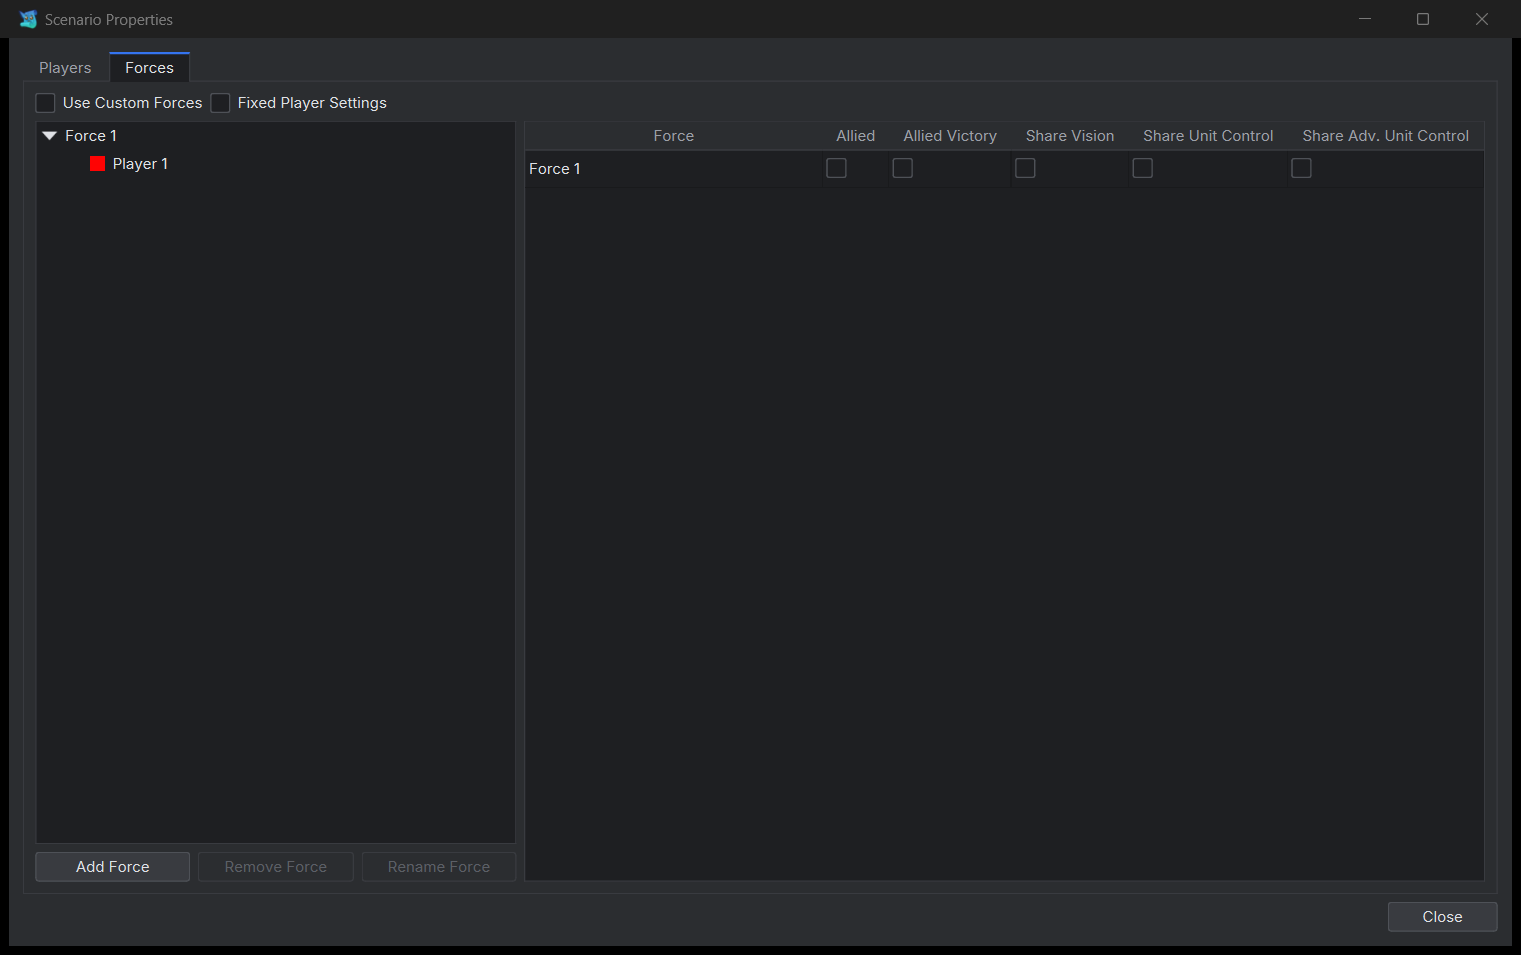 Scenario Properties
Players Forces
Use Custom Forces Fixed Player Settings
Force 1
Player 1
Force Allied Allied Victory Share Vision Share Unit Control Share Adv. Unit Control
Force 1
Add Force Remove Force Rename Force
Close